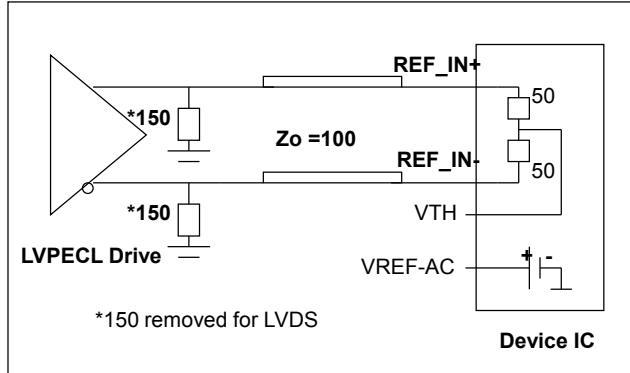 REF_IN+
50
*150
Zo =100
REF_IN-
50
*150
VTH
LVPECL Drive
VREF-AC
+ -
*150 removed for LVDS
Device IC